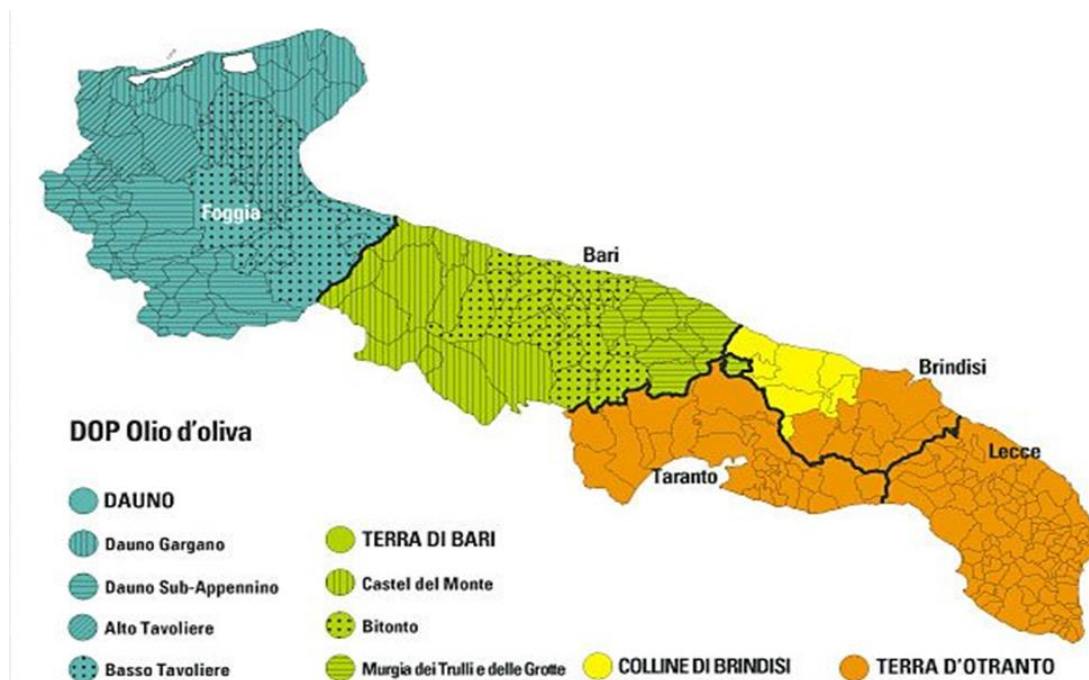 Foggia
Bari
Brindisi
Lecce
Taranto
DOP Olio d'oliva
DAUNO
Dauno Gargano
Dauno Sub-Appennino
Alto Tavoliere
Basso Tavoliere
TERRA DI BARI
Castel del Monte
Bitonto
Murgia dei Trulli e delle Grotte
COLLINE DI BRINDISI
TERRA D'OTRANTO